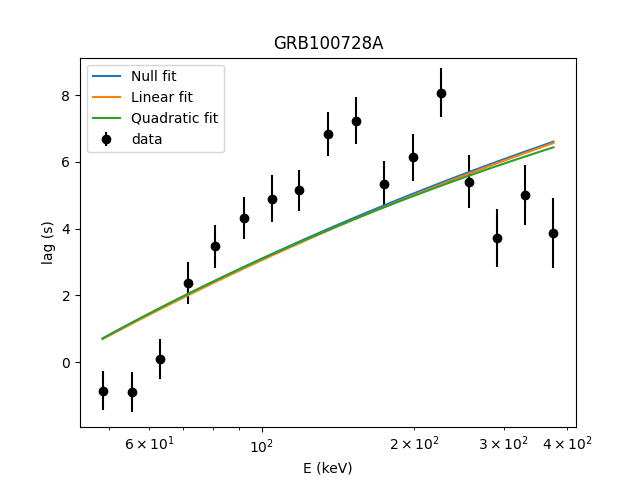 GRB100728A
Null fit
Linear fit
Quadratic fit
data
8
6
4
2
0
lag (s)
6 × 10¹
10²
2 × 10²
3 × 10²
4 × 10²
E (keV)